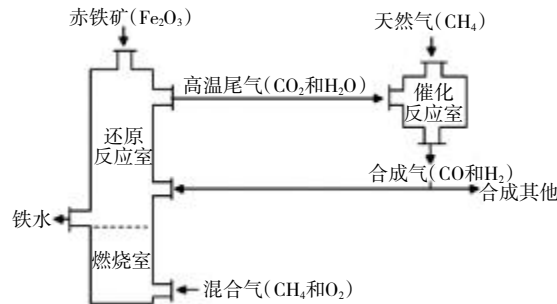 赤铁矿(Fe₂O₃)
天然气(CH₄)
高温尾气(CO₂和H₂O)
催化
反应室
还原
反应室
合成气(CO和H₂)
合成其他
铁水
燃烧室
混合气(CH₄和O₂)